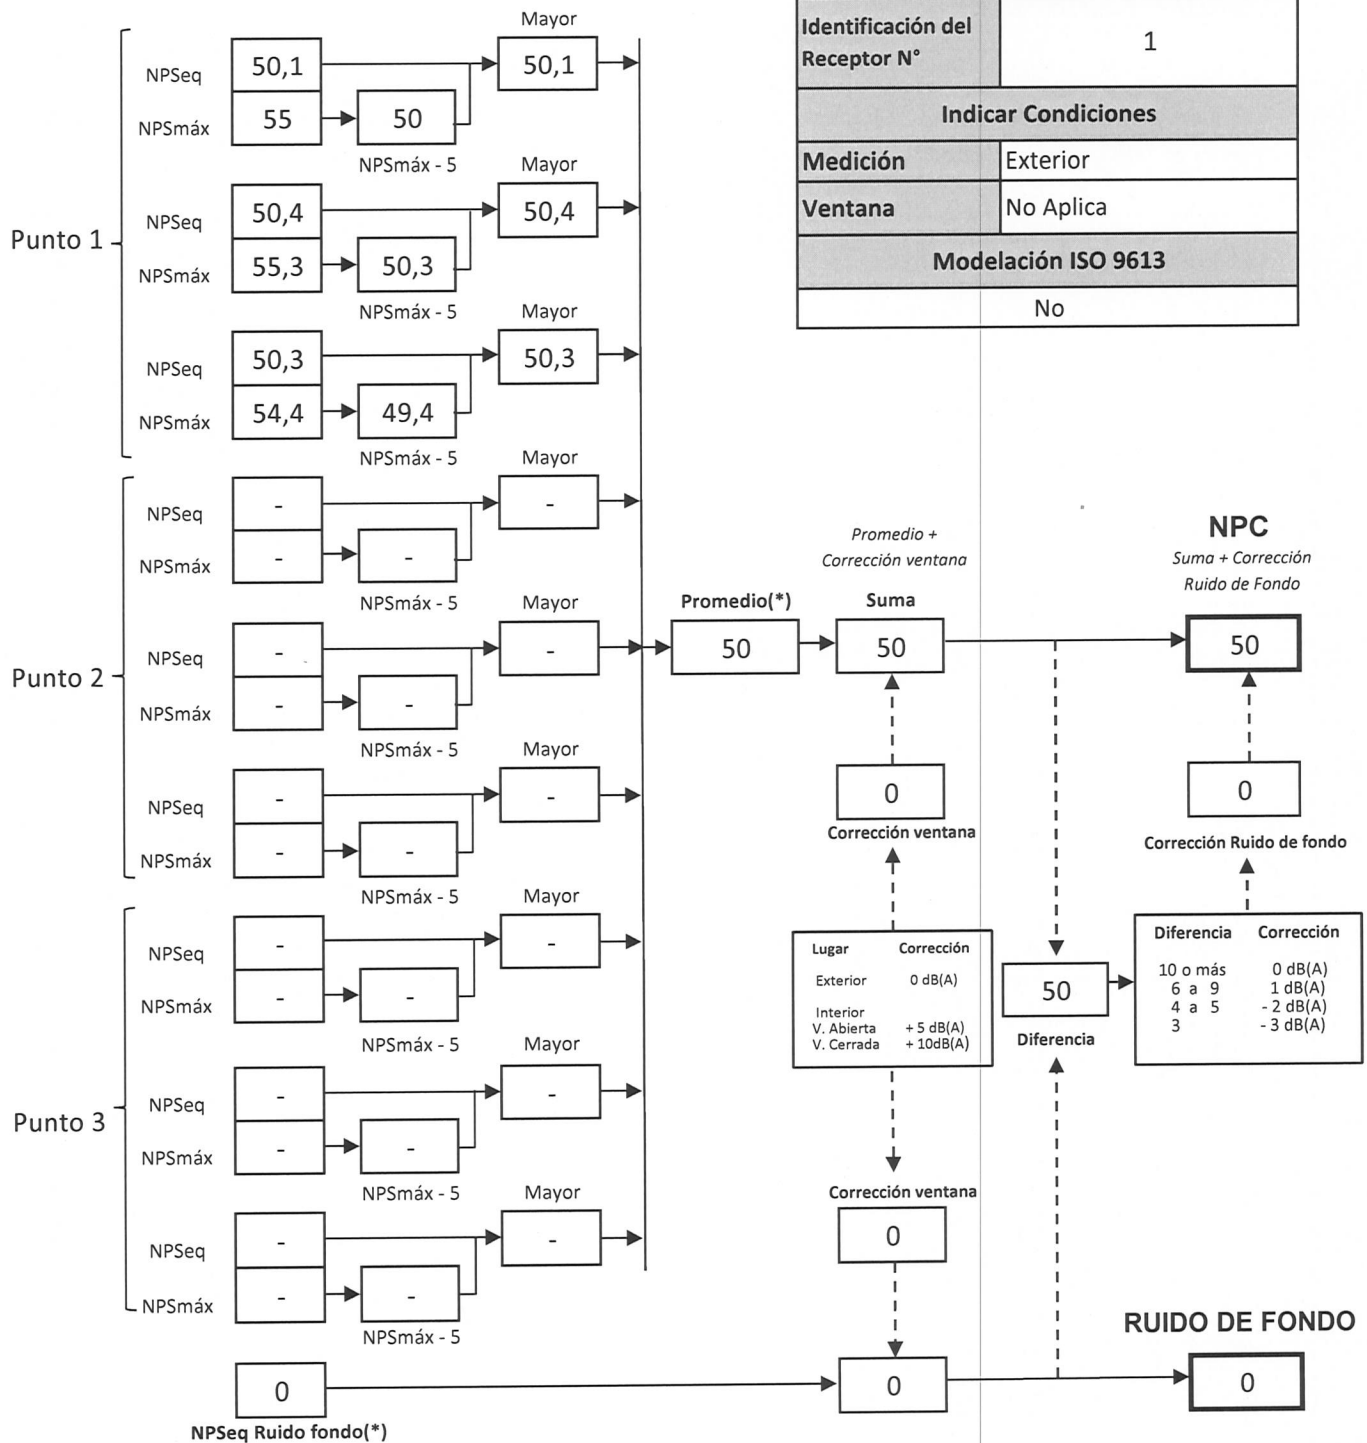 Identificación del
Receptor N°
1
Indicar Condiciones
Medición
Exterior
Ventana
No Aplica
Modelación ISO 9613
No
Punto 1
Mayor
NPSeq
50,1
50,1
NPSmáx
55
50
NPSmáx - 5
Mayor
NPSeq
50,4
50,4
NPSmáx
55,3
50,3
NPSmáx - 5
Mayor
NPSeq
50,3
50,3
NPSmáx
54,4
49,4
NPSmáx - 5
Punto 2
Mayor
NPSeq
-
-
NPSmáx
-
-
NPSmáx - 5
Mayor
NPSeq
-
-
NPSmáx
-
-
NPSmáx - 5
Mayor
NPSeq
-
-
NPSmáx
-
-
NPSmáx - 5
Punto 3
Mayor
NPSeq
-
-
NPSmáx
-
-
NPSmáx - 5
Mayor
NPSeq
-
-
NPSmáx
-
-
NPSmáx - 5
Mayor
NPSeq
-
-
NPSmáx
-
-
NPSmáx - 5
0
NPSeq Ruido fondo(*)
Promedio(*)
50
Promedio +
Corrección ventana
Suma
50
0
Corrección ventana
Lugar Corrección
Exterior 0 dB(A)
Interior
V. Abierta + 5 dB(A)
V. Cerrada + 10dB(A)
Corrección ventana
0
0
50
Diferencia
NPC
Suma + Corrección
Ruido de Fondo
50
0
Corrección Ruido de fondo
Diferencia Corrección
10 o más 0 dB(A)
6 a 9 1 dB(A)
4 a 5 - 2 dB(A)
3 - 3 dB(A)
RUIDO DE FONDO
0